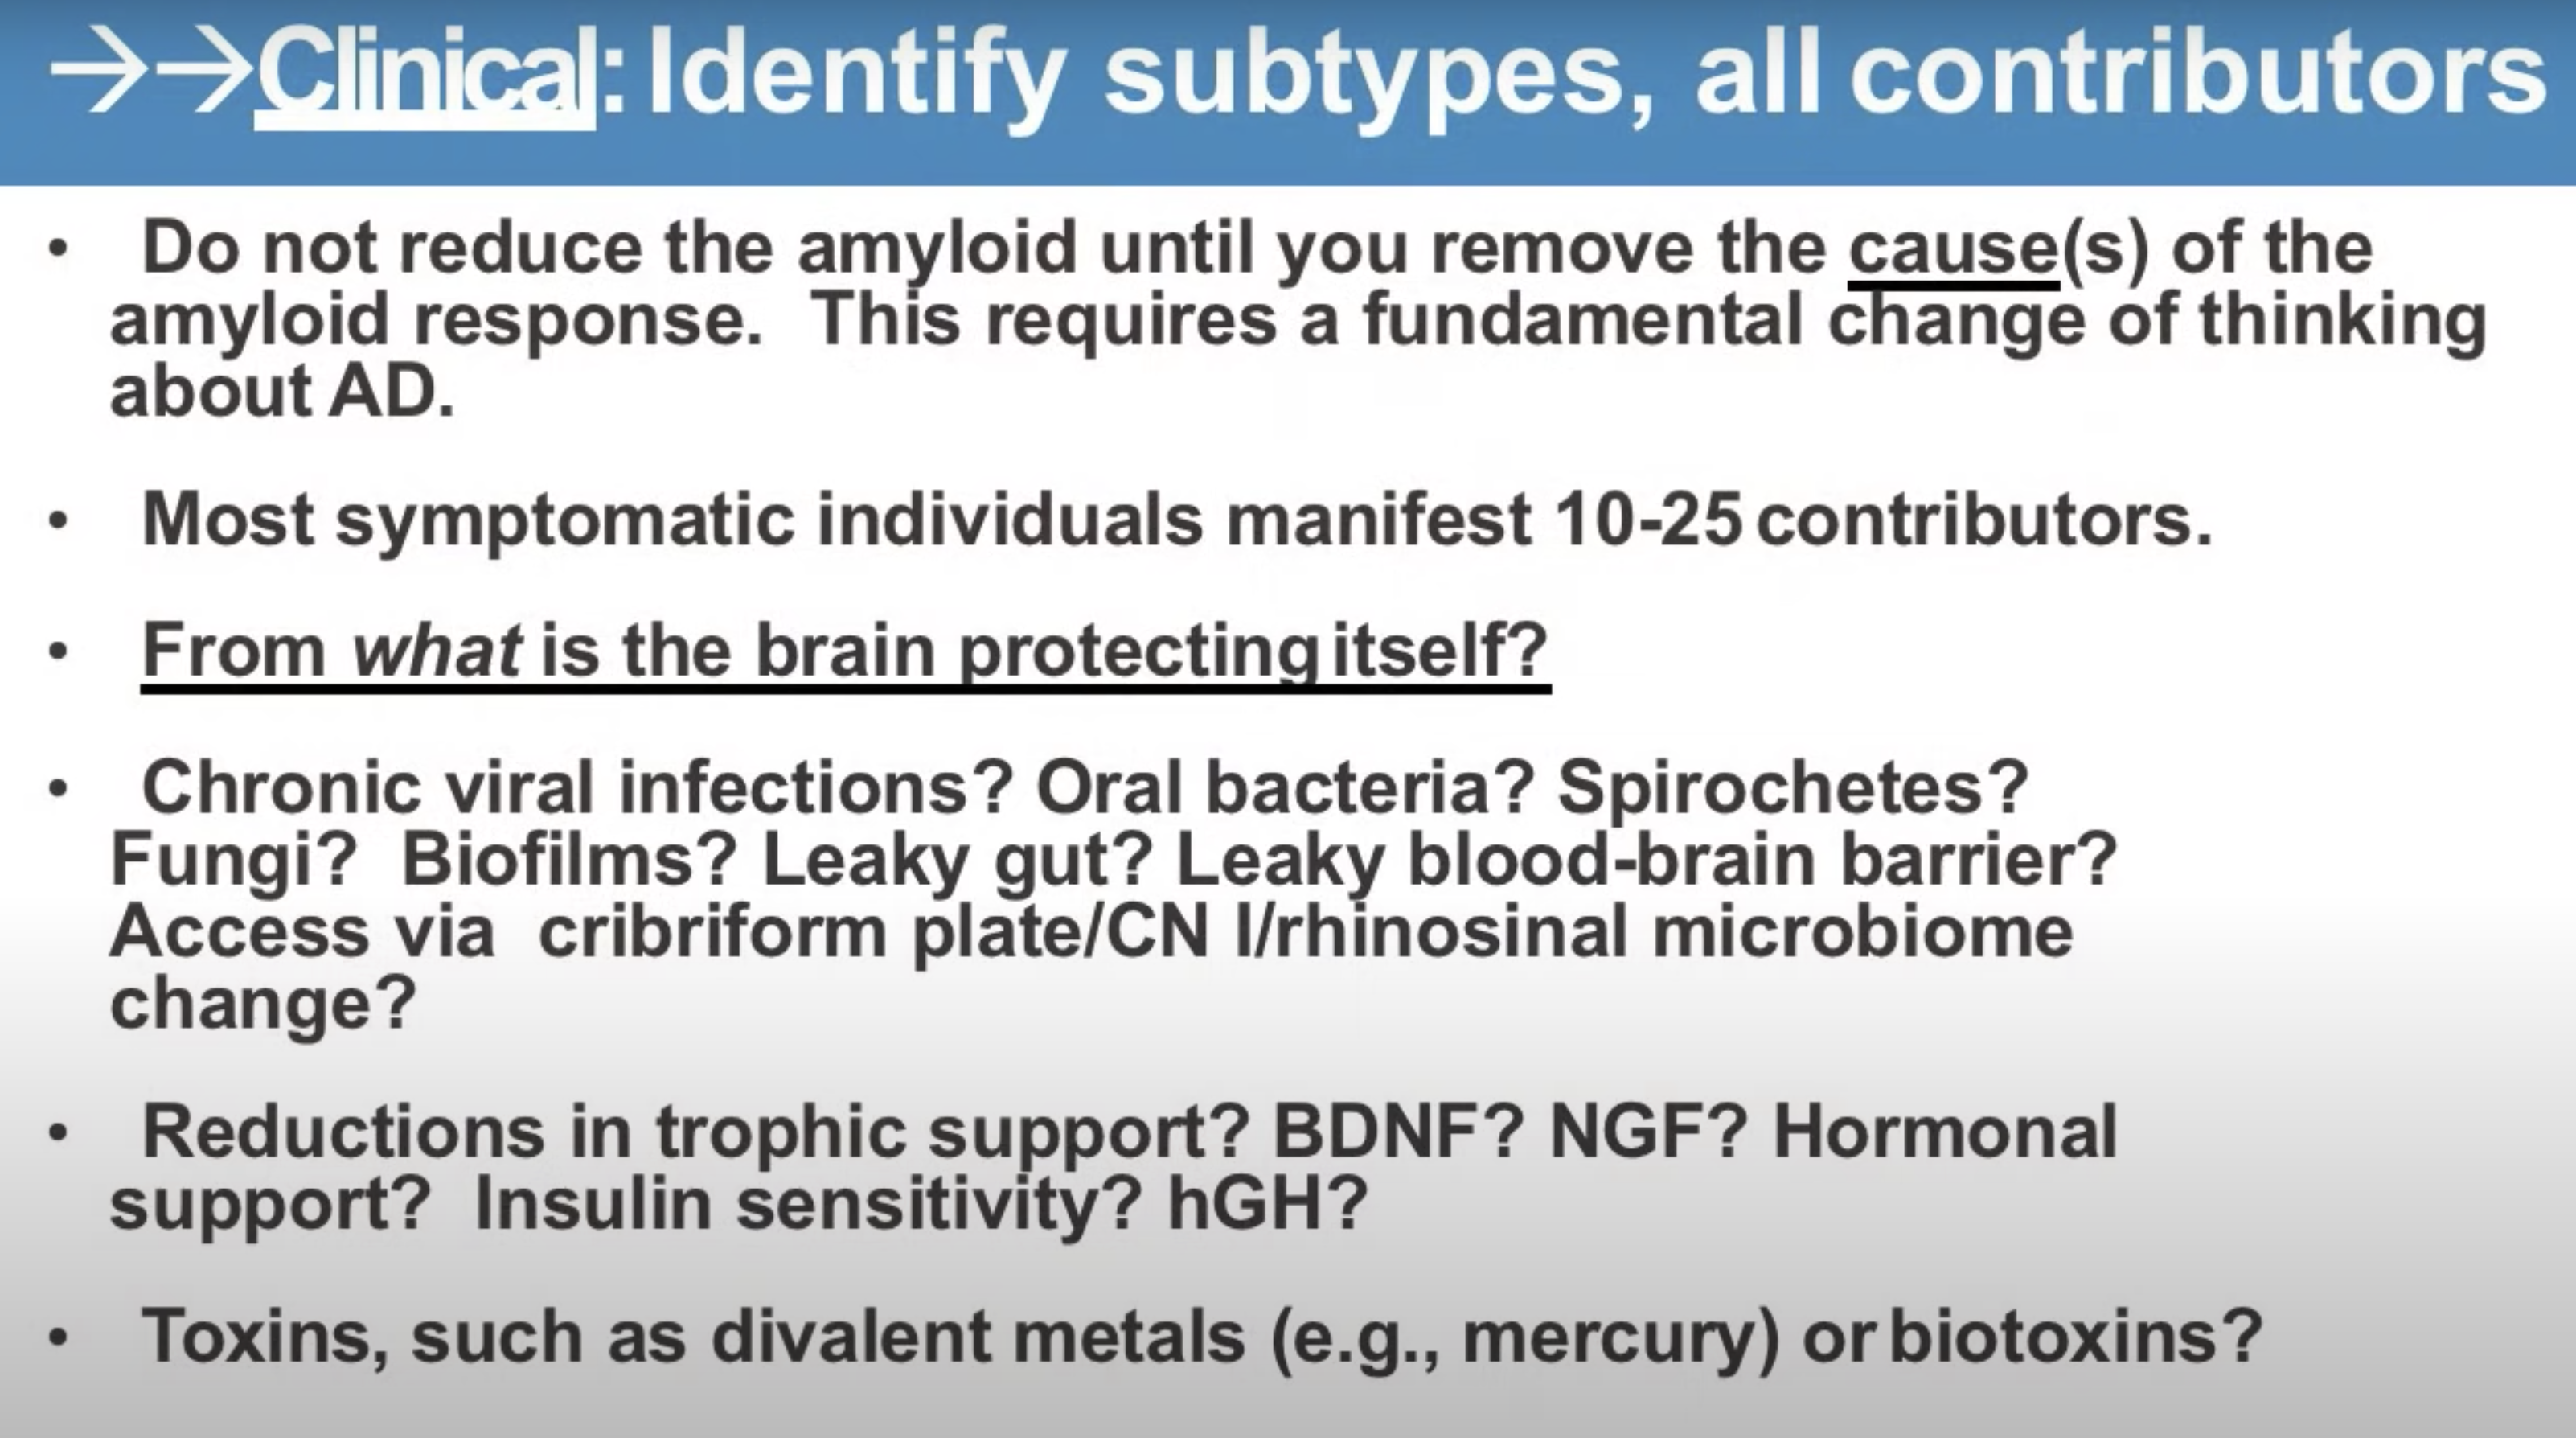 →→Clinical: Identify subtypes, all contributors
• Do not reduce the amyloid until you remove the cause(s) of the
amyloid response. This requires a fundamental change of thinking
about AD.
• Most symptomatic individuals manifest 10-25 contributors.
• From what is the brain protecting itself?
• Chronic viral infections? Oral bacteria? Spirochetes?
Fungi? Biofilms? Leaky gut? Leaky blood-brain barrier?
Access via cribriform plate/CN I/rhinosinal microbiome
change?
• Reductions in trophic support? BDNF? NGF? Hormonal
support? Insulin sensitivity? hGH?
• Toxins, such as divalent metals (e.g., mercury) or biotoxins?